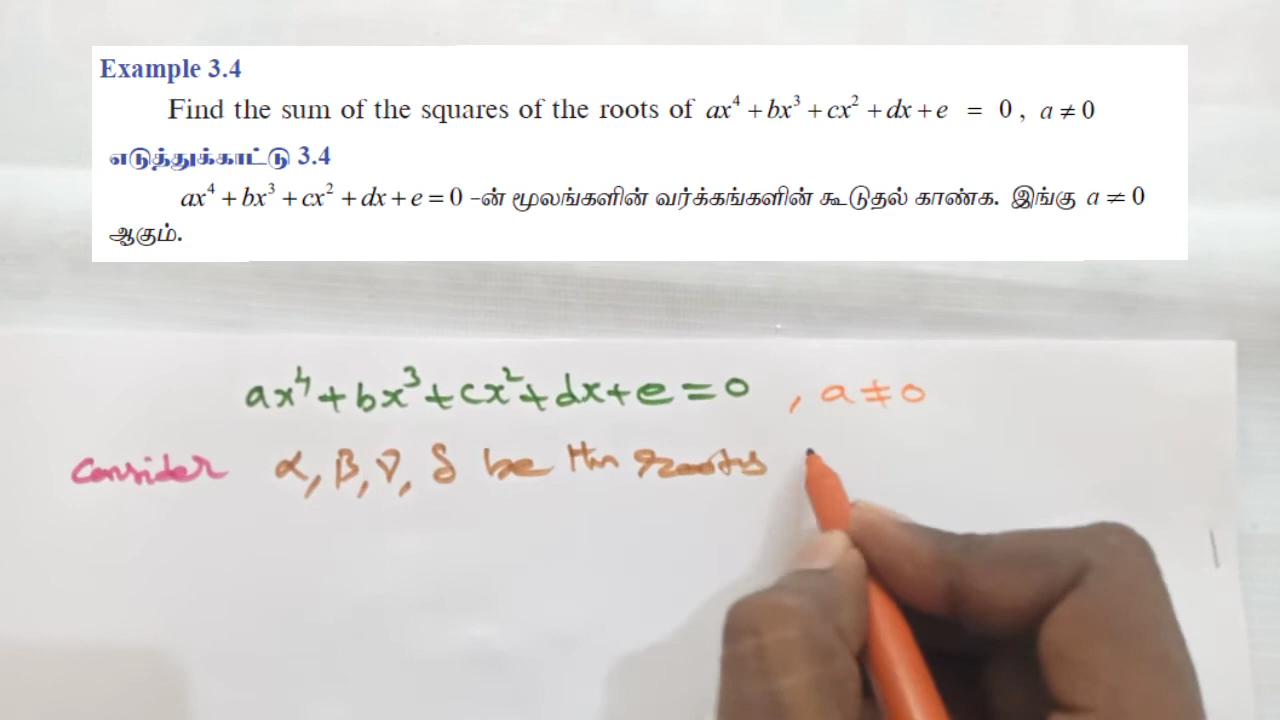 Example 3.4
Find the sum of the squares of the roots of ax⁴ + bx³ + cx² + dx + e = 0, a ≠ 0
எடுத்துக்காட்டு 3.4
ax⁴ + bx³ + cx² + dx + e = 0 -ன் மூலங்களின் வர்க்கங்களின் கூடுதல் காண்க. இங்கு a ≠ 0
ஆகும்.
ax⁴+bx³+cx²+dx+e=0 , a≠0
Consider α, β, γ, δ be the roots